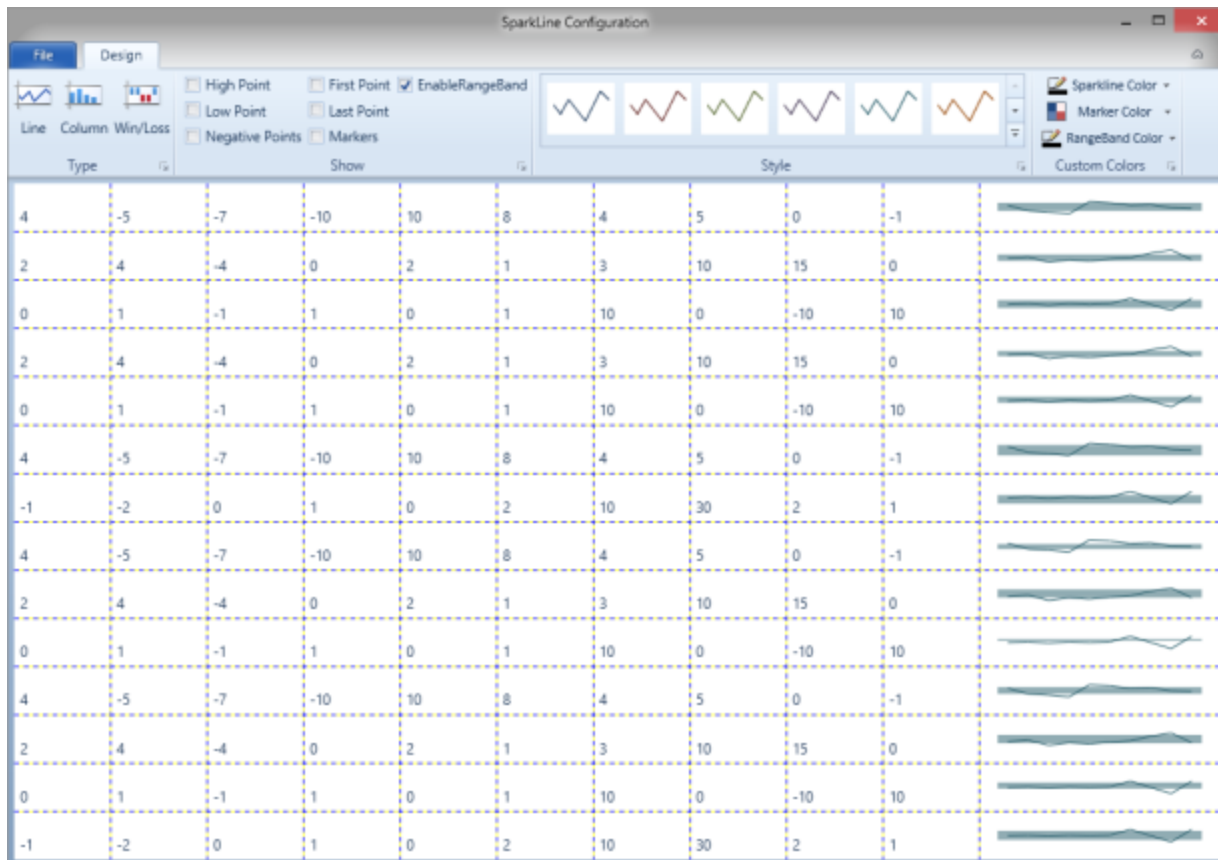 SparkLine Configuration
File Design
High Point First Point EnableRangeBand Sparkline Color
Low Point Last Point Marker Color
Line Column Win/Loss Negative Points Markers RangeBand Color
Type Show Style Custom Colors
4 -5 -7 -10 10 8 4 5 0 -1
2 4 -4 0 2 1 3 10 15 0
0 1 -1 1 0 1 10 0 -10 10
2 4 -4 0 2 1 3 10 15 0
0 1 -1 1 0 1 10 0 -10 10
4 -5 -7 -10 10 8 4 5 0 -1
-1 -2 0 1 0 2 10 30 2 1
4 -5 -7 -10 10 8 4 5 0 -1
2 4 -4 0 2 1 3 10 15 0
0 1 -1 1 0 1 10 0 -10 10
4 -5 -7 -10 10 8 4 5 0 -1
2 4 -4 0 2 1 3 10 15 0
0 1 -1 1 0 1 10 0 -10 10
-1 -2 0 1 0 2 10 30 2 1